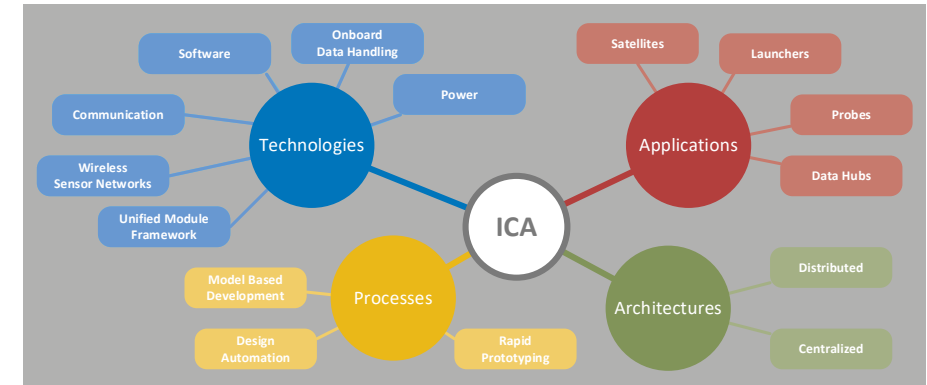 Onboard
Data Handling
Software
Power
Communication
Technologies
Wireless
Sensor Networks
Unified Module
Framework
Satellites
Launchers
Probes
Applications
Data Hubs
ICA
Model Based
Development
Processes
Design
Automation
Rapid
Prototyping
Distributed
Architectures
Centralized